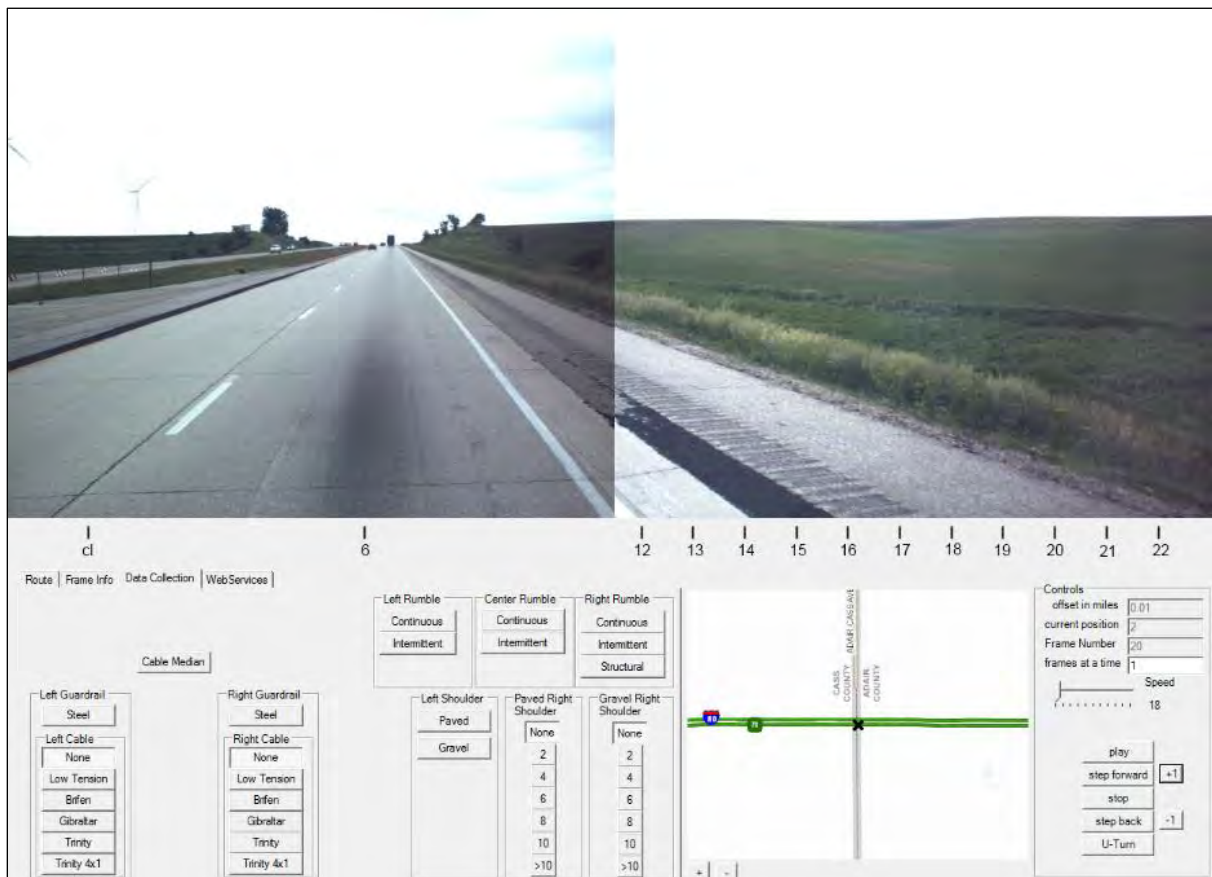 cl 6 12 13 14 15 16 17 18 19 20 21 22
Route Frame Info Data Collection WebServices
Cable Median
Left Guardrail
Steel
Left Cable
None
Low Tension
Brifen
Gibraltar
Trinity
Trinity 4x1
Right Guardrail
Steel
Right Cable
None
Low Tension
Brifen
Gibraltar
Trinity
Trinity 4x1
Left Rumble
Continuous
Intermittent
Center Rumble
Continuous
Intermittent
Right Rumble
Continuous
Intermittent
Structural
Left Shoulder
Paved
Gravel
Paved Right
Shoulder
None
2
4
6
8
10
>10
Gravel Right
Shoulder
None
2
4
6
8
10
>10
ADAIR CASS AVE
CASS
COUNTY
ADAIR
COUNTY
80
+ -
Controls
offset in miles 0.01
current position 2
Frame Number 20
frames at a time 1
Speed
18
play
step forward +1
stop
step back -1
U-Turn